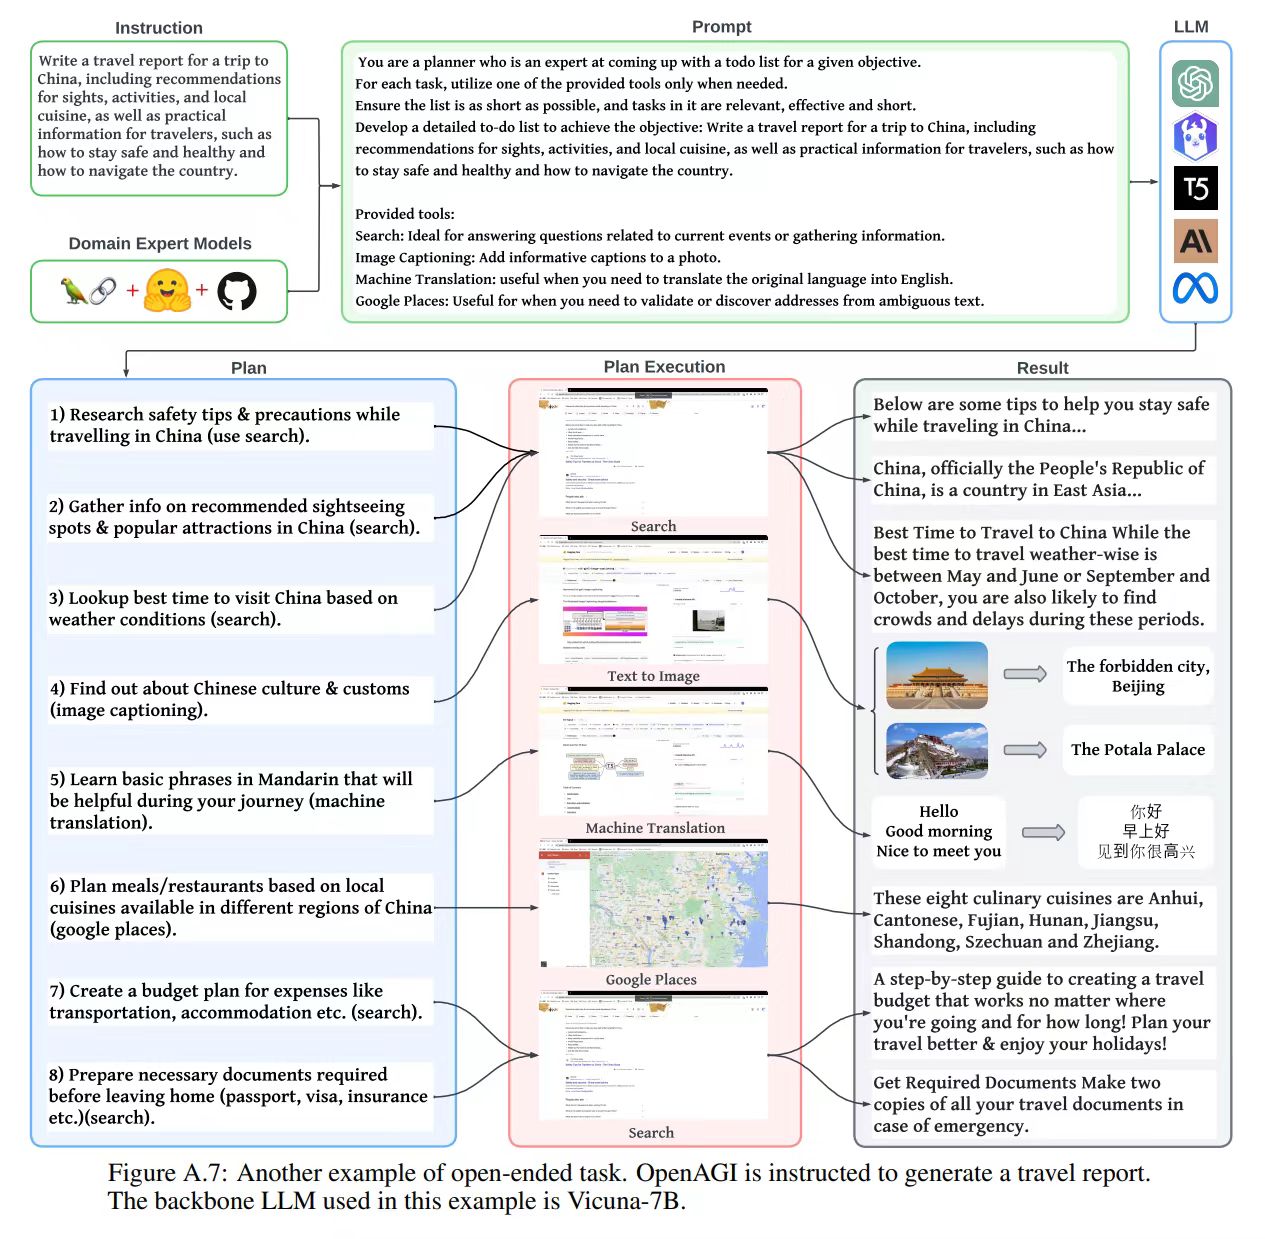 Instruction
Prompt
LLM
Write a travel report for a trip to
China, including recommendations
for sights, activities, and local
cuisine, as well as practical
information for travelers, such as
how to stay safe and healthy and
how to navigate the country.
Domain Expert Models
You are a planner who is an expert at coming up with a todo list for a given objective.
For each task, utilize one of the provided tools only when needed.
Ensure the list is as short as possible, and tasks in it are relevant, effective and short.
Develop a detailed to-do list to achieve the objective: Write a travel report for a trip to China, including
recommendations for sights, activities, and local cuisine, as well as practical information for travelers, such as how
to stay safe and healthy and how to navigate the country.
Provided tools:
Search: Ideal for answering questions related to current events or gathering information.
Image Captioning: Add informative captions to a photo.
Machine Translation: useful when you need to translate the original language into English.
Google Places: Useful for when you need to validate or discover addresses from ambiguous text.
T5
Plan
1) Research safety tips & precautions while
travelling in China (use search).
2) Gather info on recommended sightseeing
spots & popular attractions in China (search).
3) Lookup best time to visit China based on
weather conditions (search).
4) Find out about Chinese culture & customs
(image captioning).
5) Learn basic phrases in Mandarin that will
be helpful during your journey (machine
translation).
6) Plan meals/restaurants based on local
cuisines available in different regions of China
(google places).
7) Create a budget plan for expenses like
transportation, accommodation etc. (search).
8) Prepare necessary documents required
before leaving home (passport, visa, insurance
etc.)(search).
Plan Execution
Search
Text to Image
Machine Translation
Google Places
Search
Result
Below are some tips to help you stay safe
while traveling in China...
China, officially the People's Republic of
China, is a country in East Asia...
Best Time to Travel to China While the
best time to travel weather-wise is
between May and June or September and
October, you are also likely to find
crowds and delays during these periods.
The forbidden city,
Beijing
The Potala Palace
Hello
Good morning
Nice to meet you
你好
早上好
见到你很高兴
These eight culinary cuisines are Anhui,
Cantonese, Fujian, Hunan, Jiangsu,
Shandong, Szechuan and Zhejiang.
A step-by-step guide to creating a travel
budget that works no matter where
you're going and for how long! Plan your
travel better & enjoy your holidays!
Get Required Documents Make two
copies of all your travel documents in
case of emergency.
Figure A.7: Another example of open-ended task. OpenAGI is instructed to generate a travel report.
The backbone LLM used in this example is Vicuna-7B.